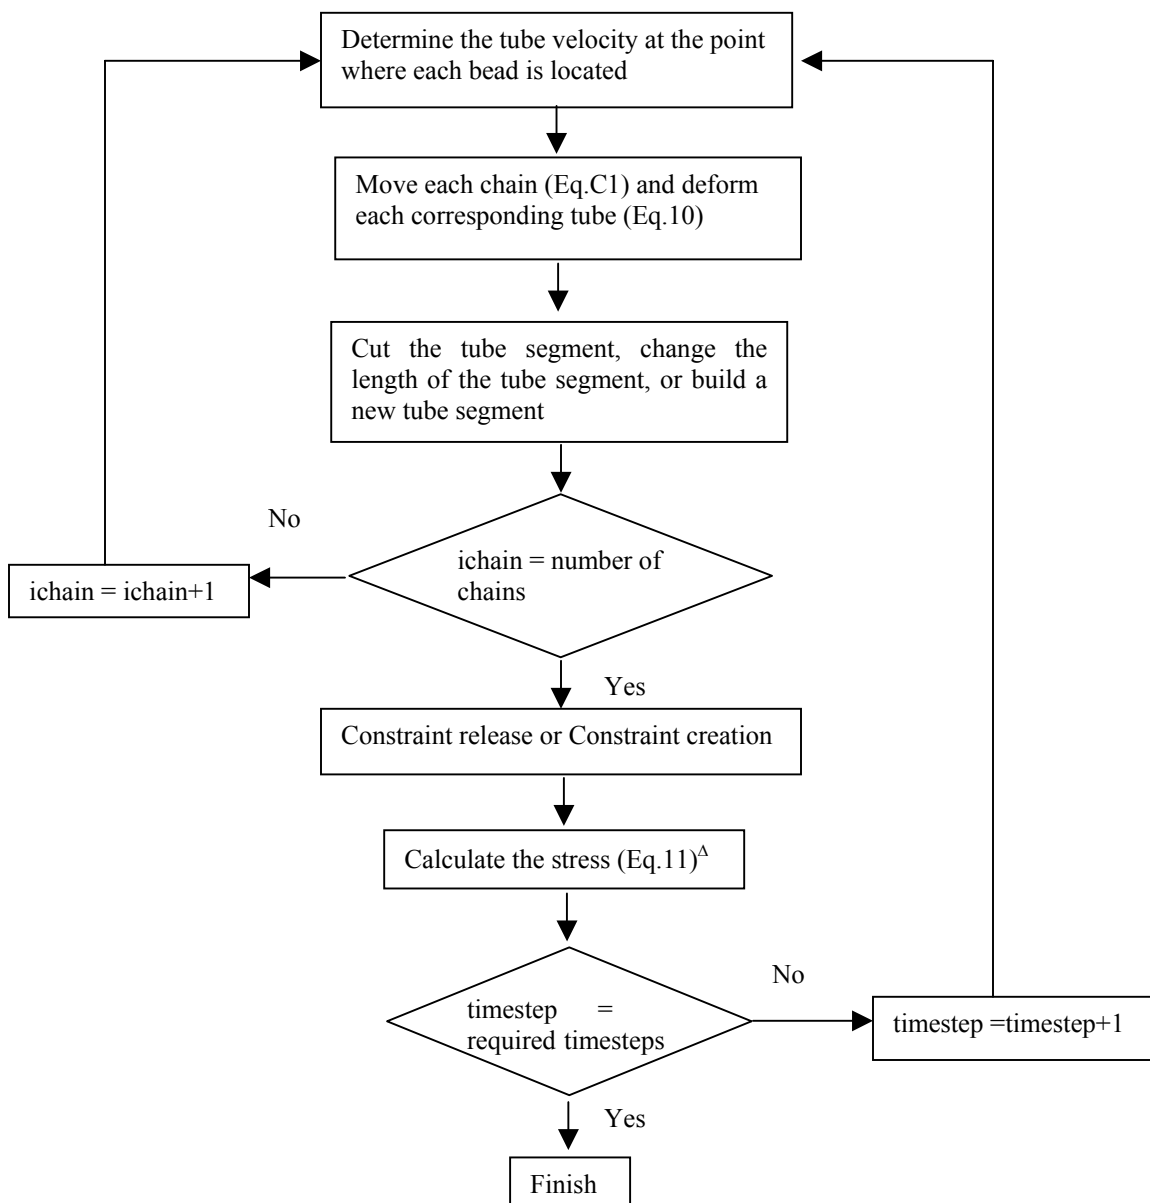 Determine the tube velocity at the point
where each bead is located
Move each chain (Eq.C1) and deform
each corresponding tube (Eq.10)
Cut the tube segment, change the
length of the tube segment, or build a
new tube segment
No
ichain = number of
chains
ichain = ichain+1
Yes
Constraint release or Constraint creation
Calculate the stress (Eq.11)Δ
No
timestep =
required timesteps
timestep =timestep+1
Yes
Finish